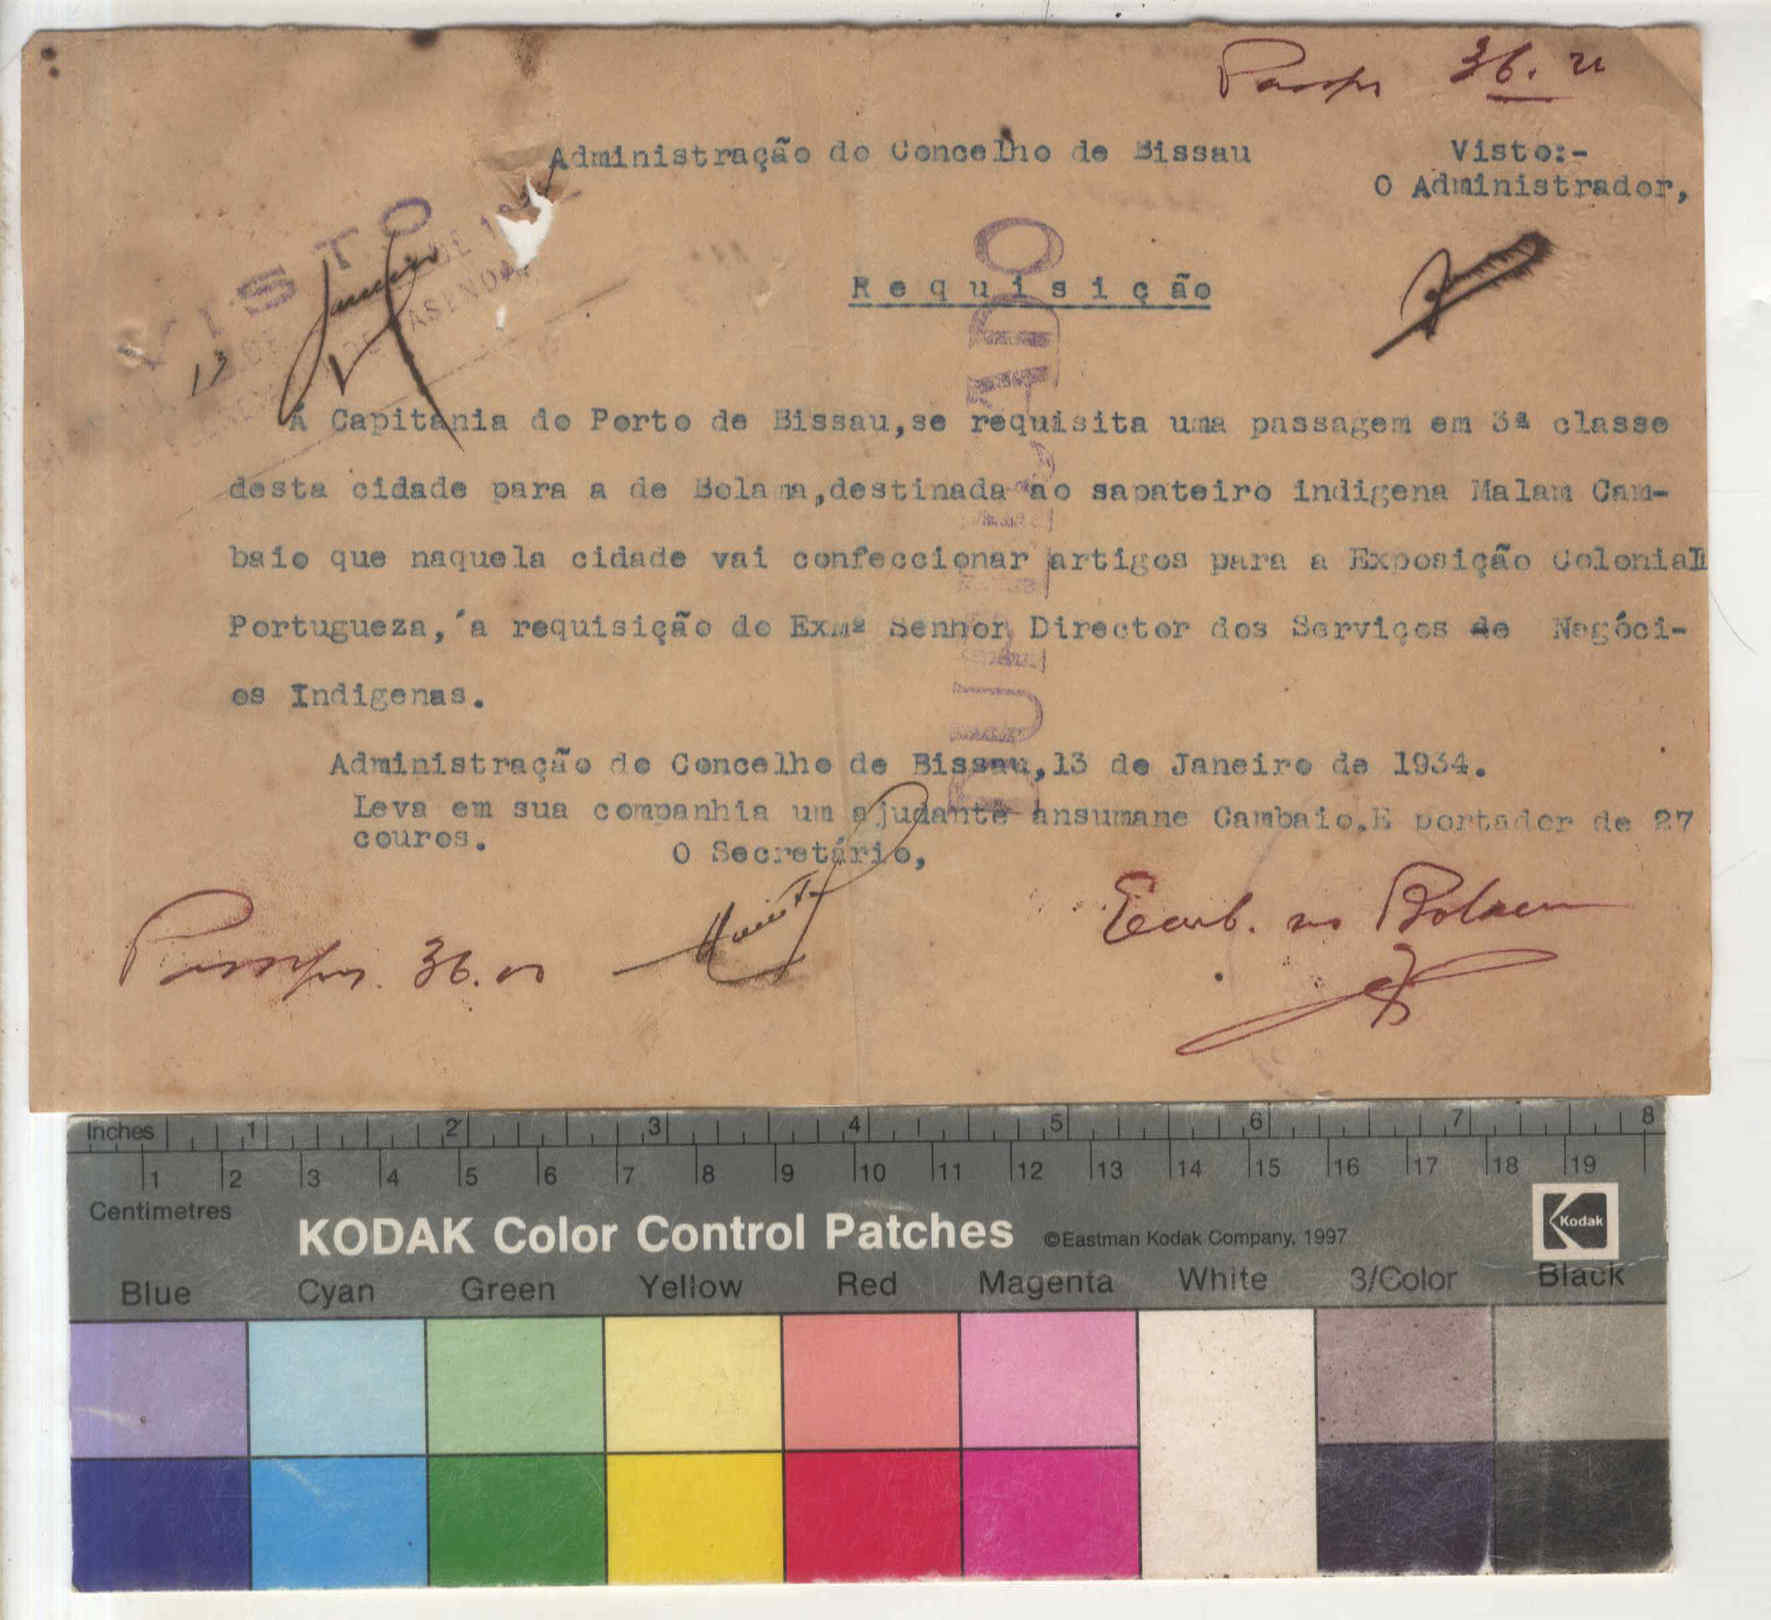 36.
Administração do Concelho de Bissau
Visto:-
O Administrador,
VISTO
Requisição
13
Á Capitania do Porto de Bissau,se requisita uma passagem em 3ª classe
desta cidade para a de Bolama,destinada ao sapateiro indigena Malam Cam-
baio que naquela cidade vai confeccionar artigos para a Exposição Colonial
Portugueza,´a requisição do Exmº Senhor Director dos Serviços de Negóci-
os Indigenas.
Administração do Concelho de Bissau,13 de Janeiro de 1934.
Leva em sua companhia um ajudante ansumane Cambaio.E portador de 27
couros.
O Secretário,
36.00
Inches 1 2 3 4 5 6 7 8
1 2 3 4 5 6 7 8 9 10 11 12 13 14 15 16 17 18 19
Centimetres
KODAK Color Control Patches ©Eastman Kodak Company, 1997 Kodak
Blue Cyan Green Yellow Red Magenta White 3/Color Black